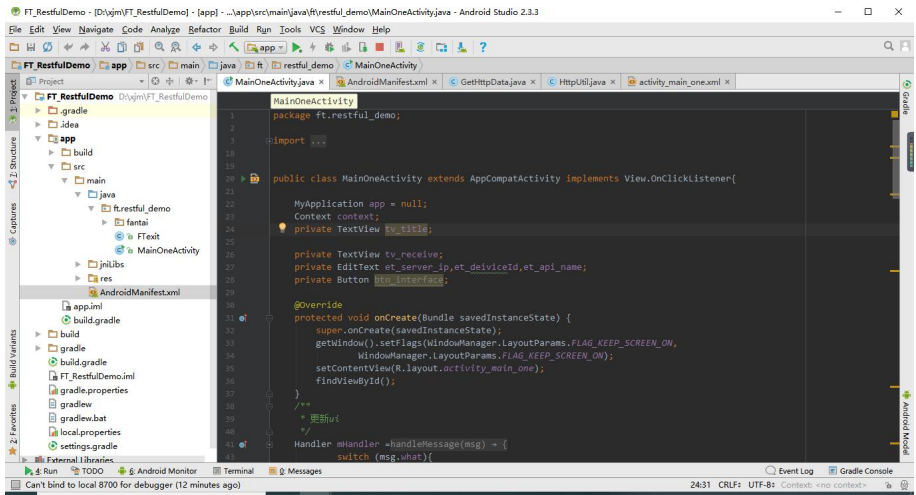 FT_RestfulDemo - [D:\xjm\FT_RestfulDemo] - [app] - ...\app\src\main\java\ft\restful_demo\MainOneActivity.java - Android Studio 2.3.3
File Edit View Navigate Code Analyze Refactor Build Run Tools VCS Window Help
app
FT_RestfulDemo app src main java ft restful_demo MainOneActivity
Project
MainOneActivity.java AndroidManifest.xml GetHttpData.java HttpUtil.java activity_main_one.xml
1: Project
Z: Structure
Captures
Build Variants
2: Favorites
Gradle
Android Model
FT_RestfulDemo D:\xjm\FT_RestfulDemo
.gradle
.idea
app
build
src
main
java
ft.restful_demo
fantai
FTexit
MainOneActivity
jniLibs
res
AndroidManifest.xml
app.iml
build.gradle
build
gradle
build.gradle
FT_RestfulDemo.iml
gradle.properties
gradlew
gradlew.bat
local.properties
settings.gradle
External Libraries
MainOneActivity
1 package ft.restful_demo;
2
3 import ...
18
19
20 public class MainOneActivity extends AppCompatActivity implements View.OnClickListener{
21
22 MyApplication app = null;
23 Context context;
24 private TextView tv_title;
25
26 private TextView tv_receive;
27 private EditText et_server_ip,et_deiviceId,et_api_name;
28 private Button btn_interface;
29
30 @Override
31 protected void onCreate(Bundle savedInstanceState) {
32 super.onCreate(savedInstanceState);
33 getWindow().setFlags(WindowManager.LayoutParams.FLAG_KEEP_SCREEN_ON,
34 WindowManager.LayoutParams.FLAG_KEEP_SCREEN_ON);
35 setContentView(R.layout.activity_main_one);
36 findViewById();
37 }
38 /**
39 * 更新ui
40 */
41 Handler mHandler =handleMessage(msg) → {
43 switch (msg.what){
4: Run TODO 6: Android Monitor Terminal 0: Messages Event Log Gradle Console
Can't bind to local 8700 for debugger (12 minutes ago) 24:31 CRLF UTF-8 Context: <no context>